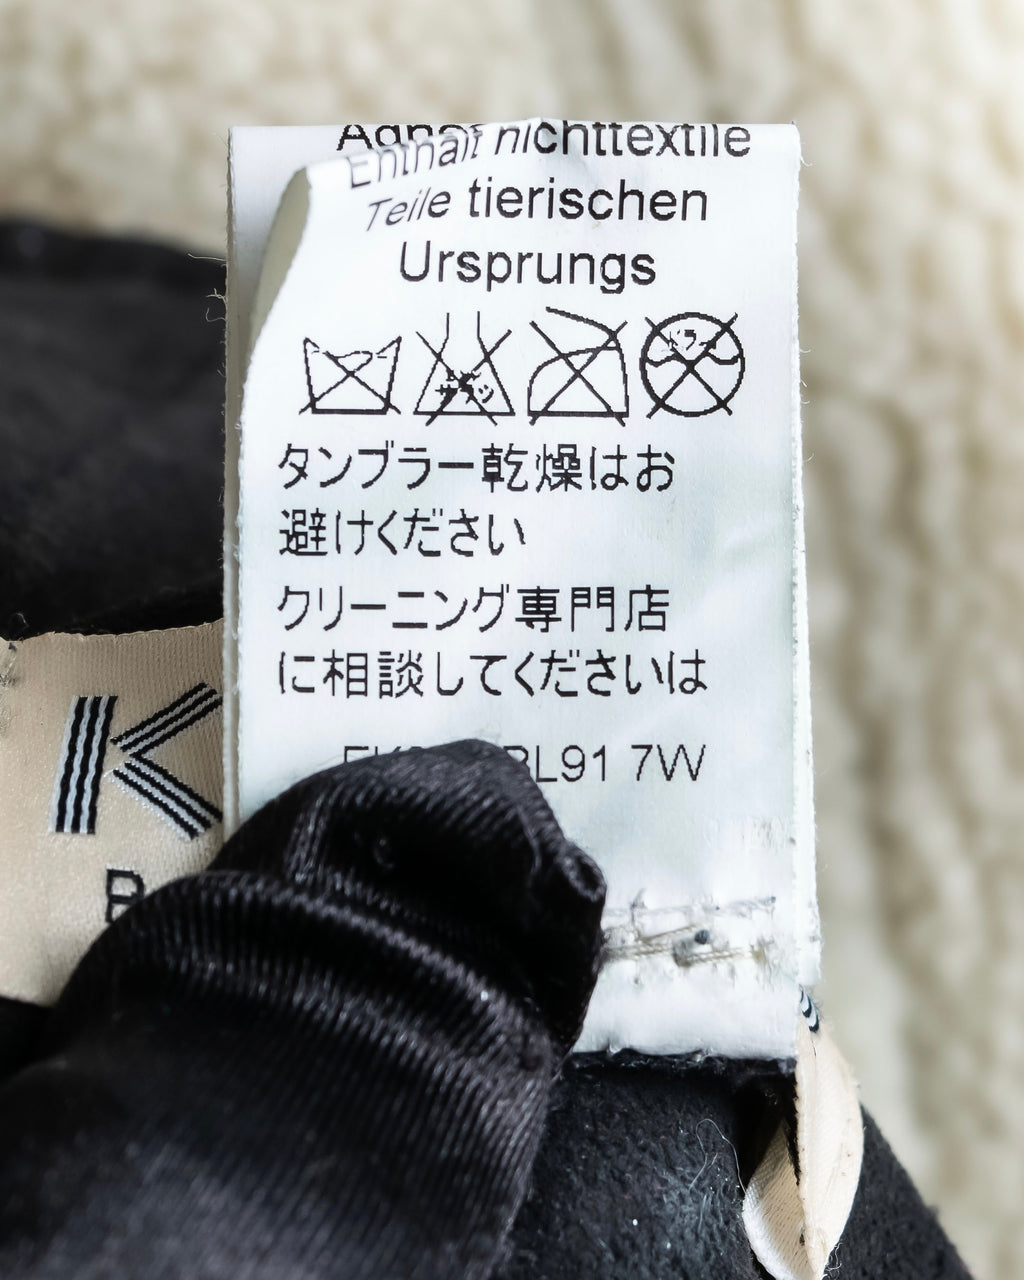 Enthält nichttextile
Teile tierischen
Ursprungs
タンブラー乾燥はお
避けください
クリーニング専門店
に相談してくださいは
7W
K